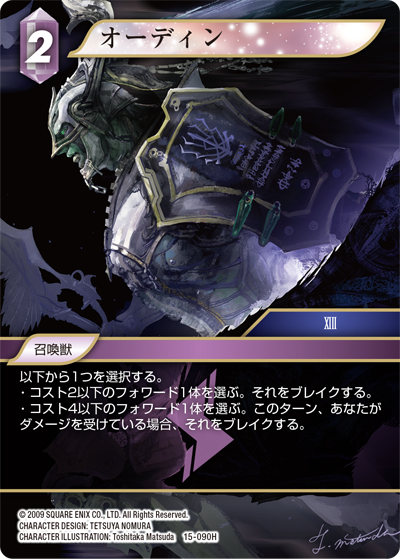 2
オーディン
XIII
召喚獣
以下から1つを選択する。
・コスト2以下のフォワード1体を選ぶ。それをブレイクする。
・コスト4以下のフォワード1体を選ぶ。このターン、あなたが
ダメージを受けている場合、それをブレイクする。
© 2009 SQUARE ENIX CO., LTD. All Rights Reserved.
CHARACTER DESIGN: TETSUYA NOMURA
CHARACTER ILLUSTRATION: Toshitaka Matsuda 15-090H